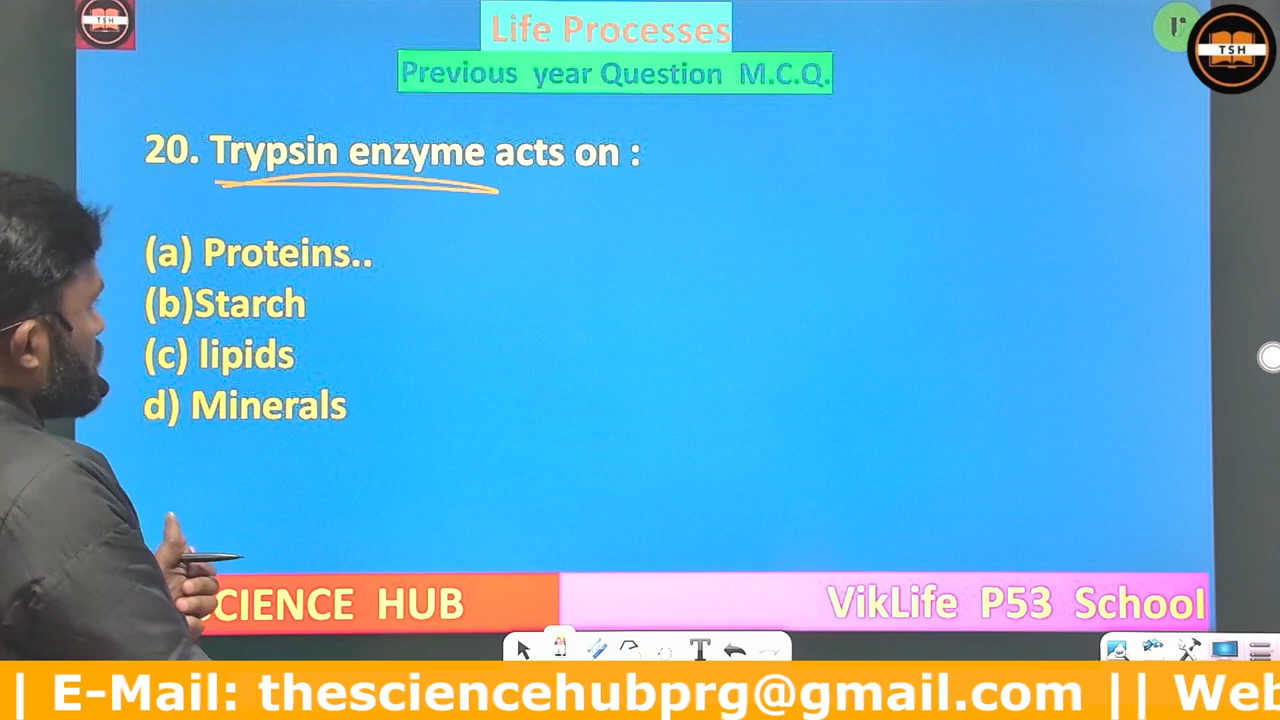 TSH
Life Processes
TSH
Previous year Question M.C.Q.
20. Trypsin enzyme acts on :
(a) Proteins..
(b)Starch
(c) lipids
d) Minerals
CIENCE HUB
VikLife P53 School
T
| E-Mail: thesciencehubprg@gmail.com || Web